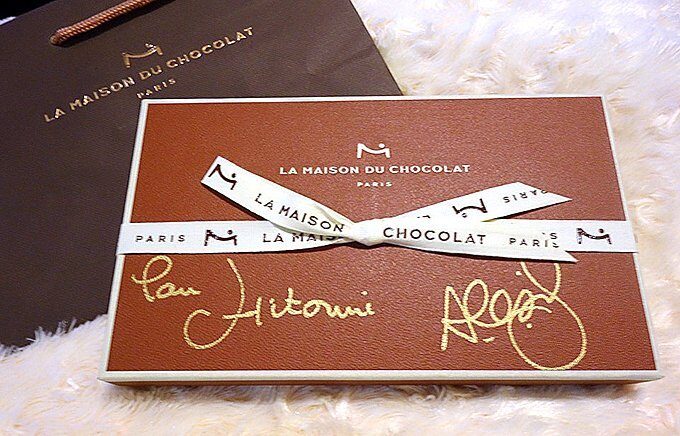 LA MAISON DU CHOCOLAT
PARIS
LA MAISON DU CHOCOLAT
PARIS
LA MAISON
PARIS
PARIS
LA MAISON
CHOCOLAT
PARIS
Hitomi